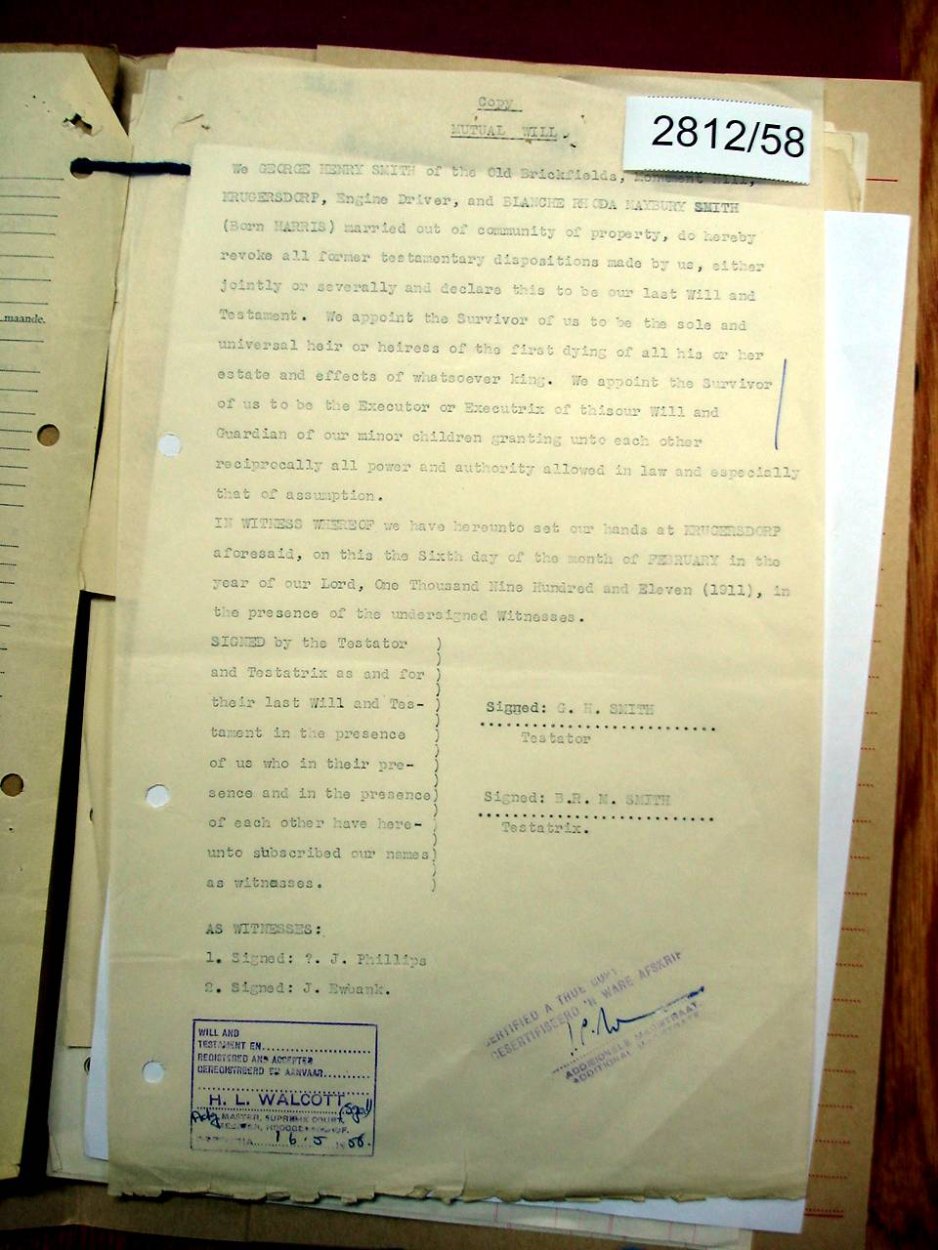 2812/58
maande.
Copy
MUTUAL WILL.
We GEORGE HENRY SMITH of the Old Brickfields,
KRUGERSDORP, Engine Driver, and BLANCHE RHODA MAYBURY SMITH
(Born HARRIS) married out of community of property, do hereby
revoke all former testamentary dispositions made by us, either
jointly or severally and declare this to be our last Will and
Testament. We appoint the Survivor of us to be the sole and
universal heir or heiress of the first dying of all his or her
estate and effects of whatsoever king. We appoint the Survivor
of us to be the Executor or Executrix of thisour Will and
Guardian of our minor children granting unto each other
reciprocally all power and authority allowed in law and especially
that of assumption.
IN WITNESS WHEREOF we have hereunto set our hands at KRUGERSDORP
aforesaid, on this the Sixth day of the month of FEBRUARY in the
year of our Lord, One Thousand Nine Hundred and Eleven (1911), in
the presence of the undersigned Witnesses.
SIGNED by the Testator )
and Testatrix as and for )
their last Will and Tes- )
tament in the presence )
of us who in their pre- )
sence and in the presence)
of each other have here- )
unto subscribed our names)
as witnesses. )
Signed: G. H. SMITH
Testator
Signed: B.R. M. SMITH
Testatrix.
AS WITNESSES:
1. Signed: ?. J. Phillips
2. Signed: J. Ewbank.
CERTIFIED A TRUE COPY
GESERTIFISEERD 'N WARE AFSKRIF
ADDISIONELE MAGISTRAAT
ADDITIONAL MAGISTRATE
WILL AND
TESTAMENT EN
REGISTERED AND ACCEPTED
GEREGISTREERD EN AANVAAR
H. L. WALCOTT (Sgd)
MASTER, SUPREME COURT,
16.5